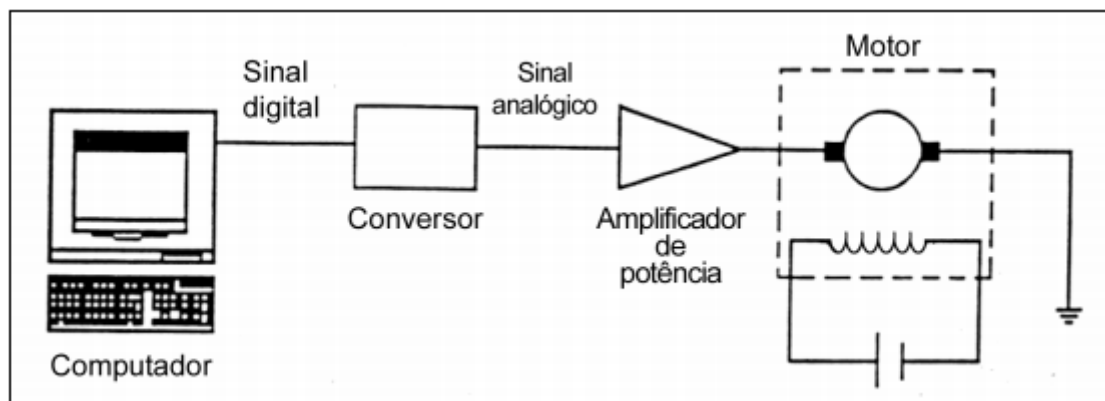 Motor
Sinal
digital
Sinal
analógico
Conversor
Amplificador
de
potência
Computador